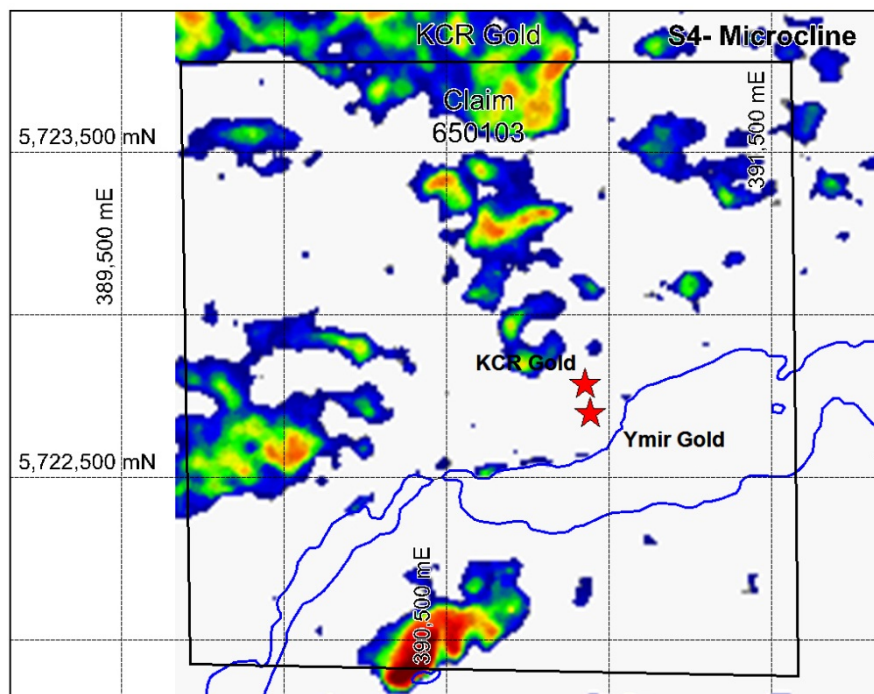 KCR Gold
S4- Microcline
Claim
650103
5,723,500 mN
391,500 mE
389,500 mE
KCR Gold
Ymir Gold
5,722,500 mN
390,500 mE